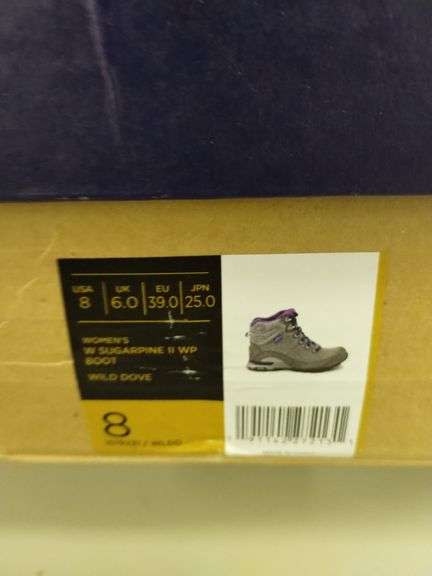 USA UK EU JPN
8 6.0 39.0 25.0
WOMEN'S
W SUGARPINE II WP
BOOT
WILD DOVE
8